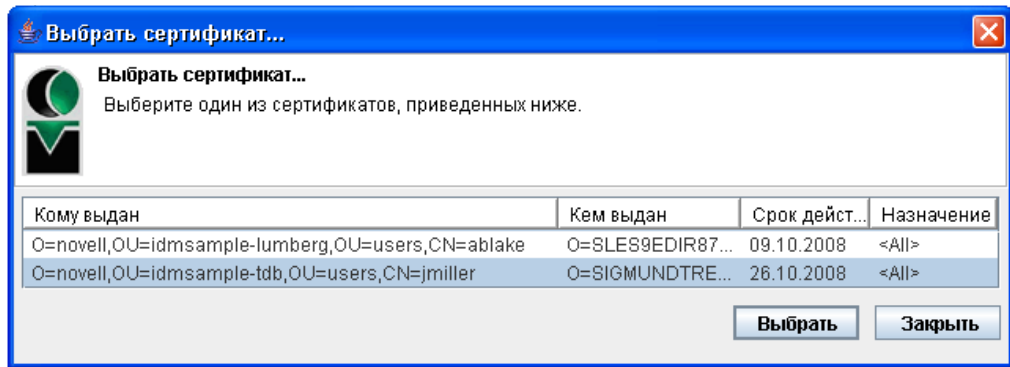 Выбрать сертификат...
Выбрать сертификат...
Выберите один из сертификатов, приведенных ниже.
Кому выдан Кем выдан Срок дейст... Назначение
O=novell,OU=idmsample-lumberg,OU=users,CN=ablake O=SLES9EDIR87... 09.10.2008 <All>
O=novell,OU=idmsample-tdb,OU=users,CN=jmiller O=SIGMUNDTRE... 26.10.2008 <All>
Выбрать Закрыть